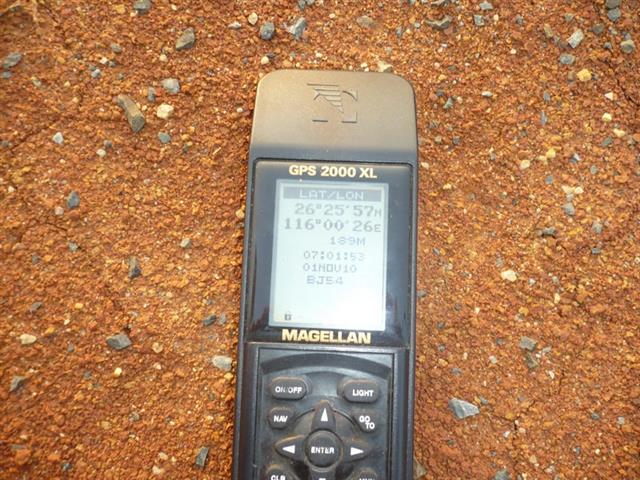 GPS 2000 XL
LAT/LON
26°25'57N
116°00'26E
189M
07:01:53
01NOV10
BJ54
MAGELLAN
ON/OFF LIGHT
NAV GO TO
ENTER
CLR